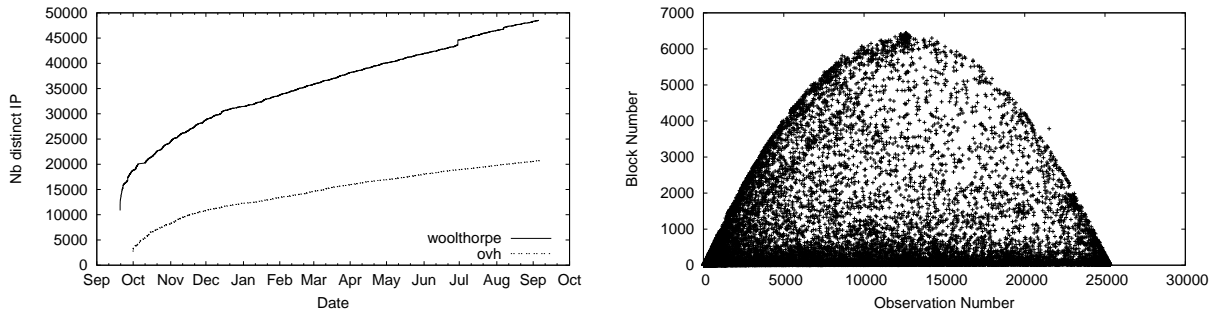 50000
45000
40000
35000
30000
25000
20000
15000
10000
5000
0
Nb distinct IP
woolthorpe
ovh
Sep Oct Nov Dec Jan Feb Mar Apr May Jun Jul Aug Sep Oct
Date
7000
6000
5000
4000
3000
2000
1000
0
Block Number
0 5000 10000 15000 20000 25000 30000
Observation Number